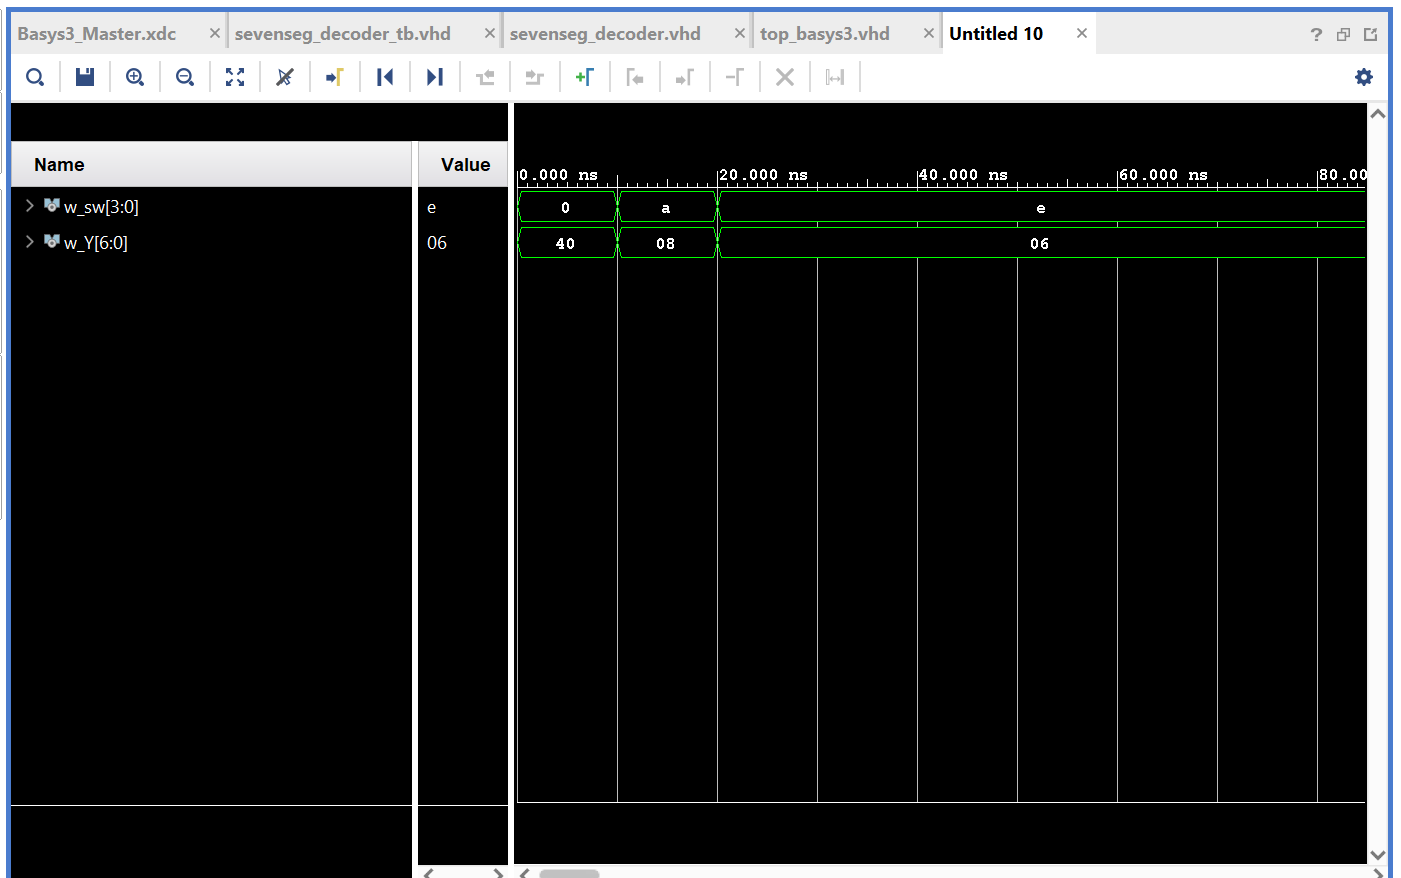 Basys3_Master.xdc sevenseg_decoder_tb.vhd sevenseg_decoder.vhd top_basys3.vhd Untitled 10
Name Value
0.000 ns 20.000 ns 40.000 ns 60.000 ns 80.00
w_sw[3:0] e 0 a e
w_Y[6:0] 06 40 08 06